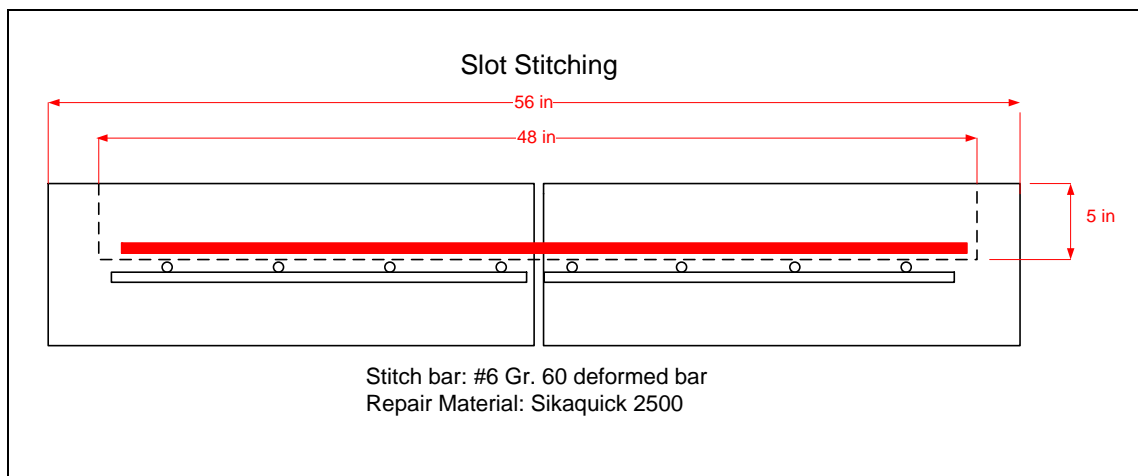 Slot Stitching
56 in
48 in
5 in
Stitch bar: #6 Gr. 60 deformed bar
Repair Material: Sikaquick 2500